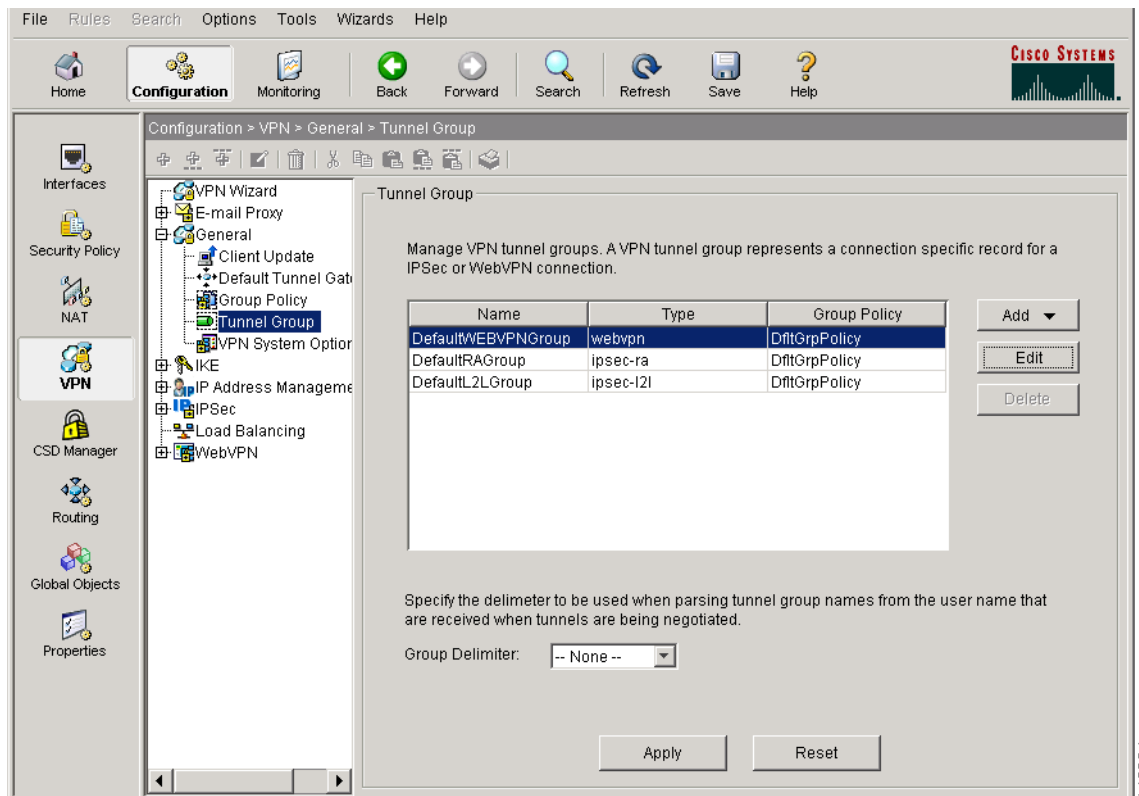 File Rules Search Options Tools Wizards Help
CISCO SYSTEMS
Home Configuration Monitoring Back Forward Search Refresh Save Help
Configuration > VPN > General > Tunnel Group
Interfaces
Security Policy
NAT
VPN
CSD Manager
Routing
Global Objects
Properties
VPN Wizard
E-mail Proxy
General
Client Update
Default Tunnel Gat
Group Policy
Tunnel Group
VPN System Option
IKE
IP Address Manageme
IPSec
Load Balancing
WebVPN
Tunnel Group
Manage VPN tunnel groups. A VPN tunnel group represents a connection specific record for a
IPSec or WebVPN connection.
Name Type Group Policy
DefaultWEBVPNGroup webvpn DfltGrpPolicy
DefaultRAGroup ipsec-ra DfltGrpPolicy
DefaultL2LGroup ipsec-l2l DfltGrpPolicy
Add
Edit
Delete
Specify the delimeter to be used when parsing tunnel group names from the user name that
are received when tunnels are being negotiated.
Group Delimiter: -- None --
Apply Reset